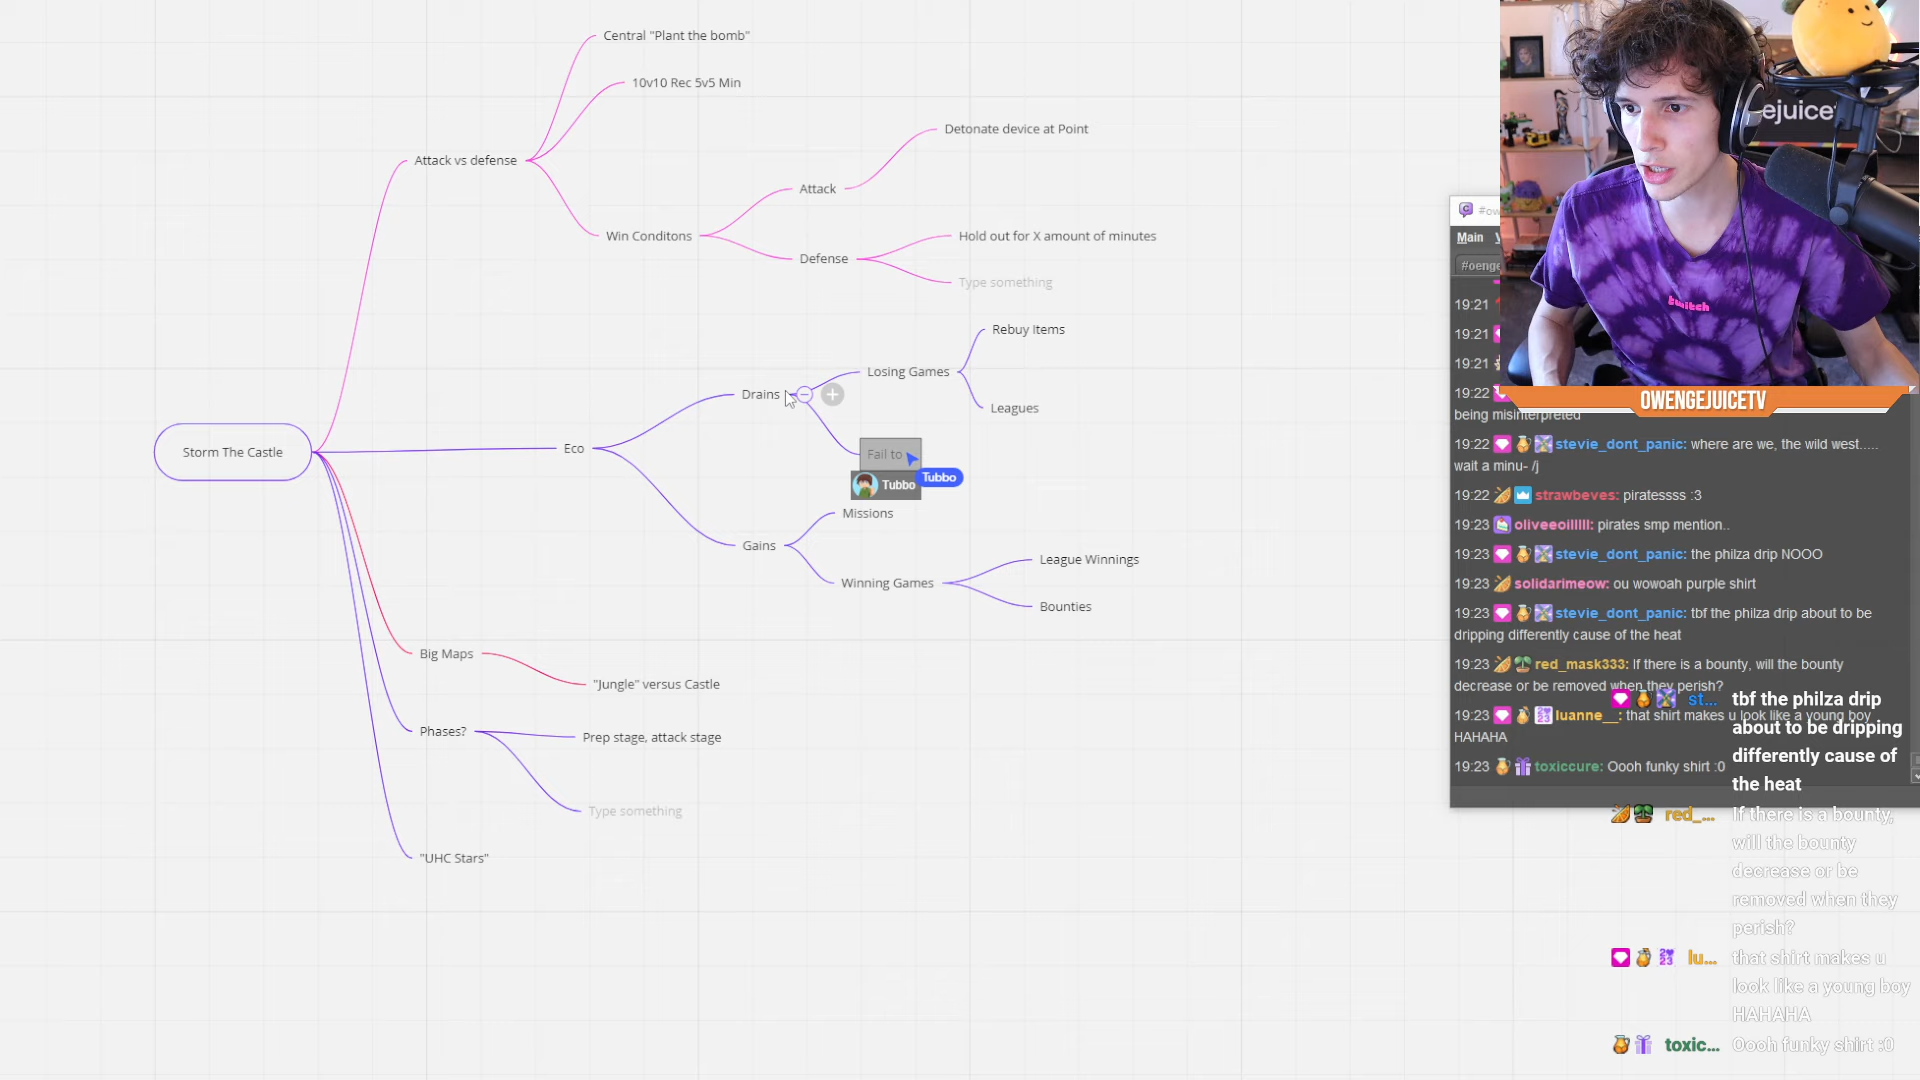 Central "Plant the bomb"
10v10 Rec 5v5 Min
Detonate device at Point
Attack vs defense
Attack
Win Conditons
Hold out for X amount of minutes
Defense
Type something
Rebuy Items
Losing Games
Drains
Leagues
Storm The Castle
Eco
Fail to
Tubbo
Tubbo
Missions
Gains
League Winnings
Winning Games
Bounties
Big Maps
"Jungle" versus Castle
Phases?
Prep stage, attack stage
Type something
"UHC Stars"
ejuice
twitch
OWENGEJUICETV
Main
#oenge
19:21
19:21
19:21
19:22
being misinterpreted
19:22 stevie_dont_panic: where are we, the wild west.....
wait a minu- /j
19:22 strawbeves: piratessss :3
19:23 oliveeoilllll: pirates smp mention..
19:23 stevie_dont_panic: the philza drip NOOO
19:23 solidarimeow: ou wowoah purple shirt
19:23 stevie_dont_panic: tbf the philza drip about to be
dripping differently cause of the heat
19:23 red_mask333: If there is a bounty, will the bounty
decrease or be removed when they perish?
19:23 luanne__: that shirt makes u look like a young boy
HAHAHA
19:23 toxiccure: Oooh funky shirt :0
st... tbf the philza drip
about to be dripping
differently cause of
the heat
red_... If there is a bounty,
will the bounty
decrease or be
removed when they
perish?
lu... that shirt makes u
look like a young boy
HAHAHA
toxic... Oooh funky shirt :0